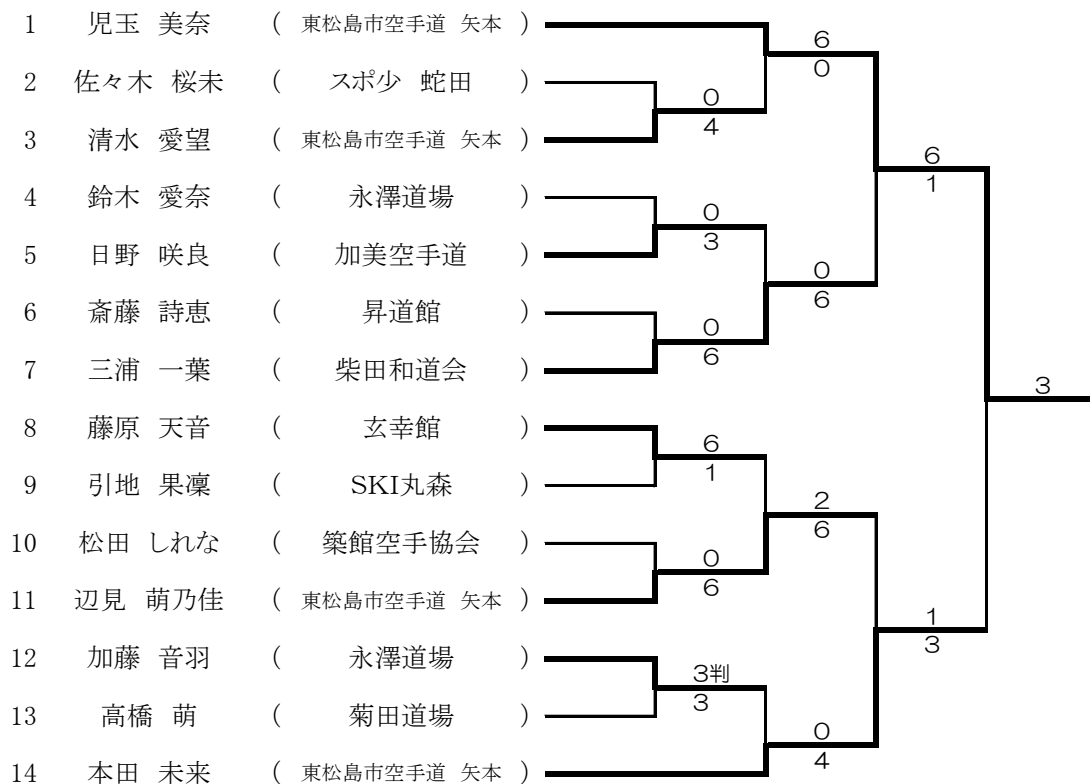 1 児玉 美奈 ( 東松島市空手道 矢本 )
6
0
2 佐々木 桜未 ( スポ少 蛇田 )
0
4
3 清水 愛望 ( 東松島市空手道 矢本 )
6
1
4 鈴木 愛奈 ( 永澤道場 )
0
3
5 日野 咲良 ( 加美空手道 )
0
6
6 斎藤 詩恵 ( 昇道館 )
0
6
7 三浦 一葉 ( 柴田和道会 )
3
8 藤原 天音 ( 玄幸館 )
6
1
9 引地 果凜 ( SKI丸森 )
2
6
10 松田 しれな ( 築館空手協会 )
0
6
11 辺見 萌乃佳 ( 東松島市空手道 矢本 )
1
3
12 加藤 音羽 ( 永澤道場 )
3判
3
13 高橋 萌 ( 菊田道場 )
0
4
14 本田 未来 ( 東松島市空手道 矢本 )